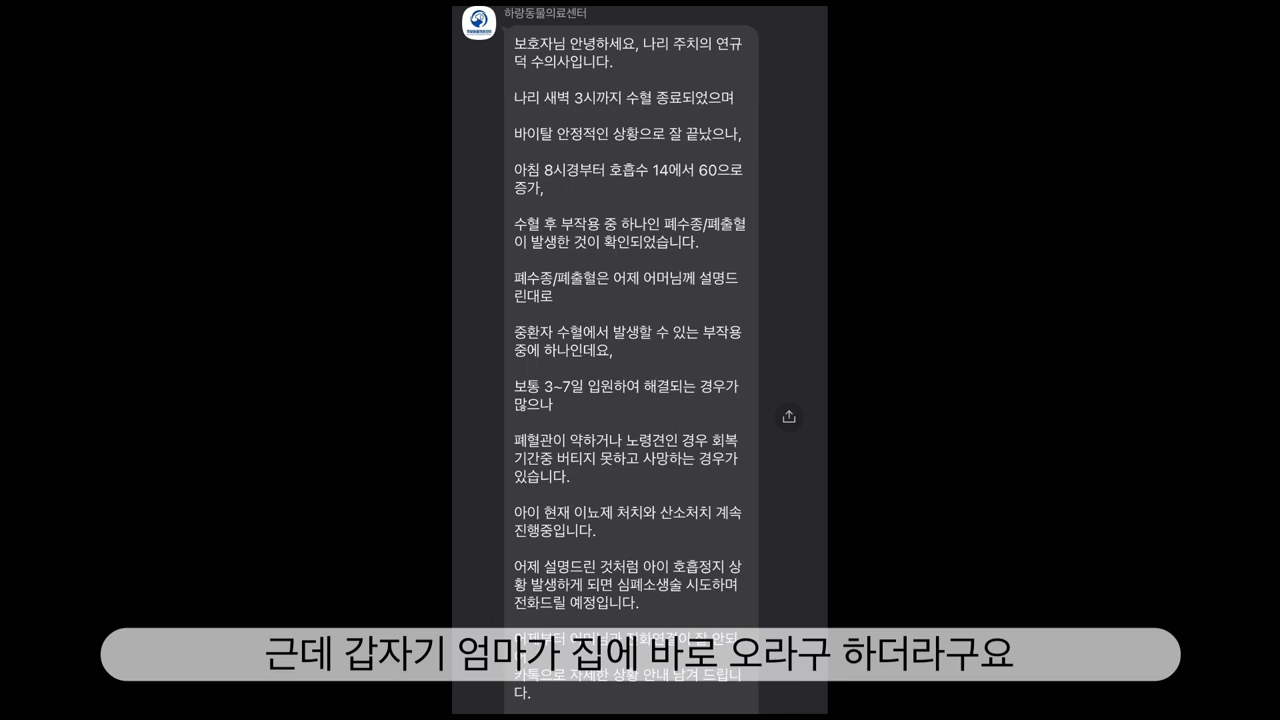 하랑동물의료센터
보호자님 안녕하세요, 나리 주치의 연규
덕 수의사입니다.
나리 새벽 3시까지 수혈 종료되었으며
바이탈 안정적인 상황으로 잘 끝났으나,
아침 8시경부터 호흡수 14에서 60으로
증가,
수혈 후 부작용 중 하나인 폐수종/폐출혈
이 발생한 것이 확인되었습니다.
폐수종/폐출혈은 어제 어머님께 설명드
린대로
중환자 수혈에서 발생할 수 있는 부작용
중에 하나인데요,
보통 3~7일 입원하여 해결되는 경우가
많으나
폐혈관이 약하거나 노령견인 경우 회복
기간중 버티지 못하고 사망하는 경우가
있습니다.
아이 현재 이뇨제 처치와 산소처치 계속
진행중입니다.
어제 설명드린 것처럼 아이 호흡정지 상
황 발생하게 되면 심폐소생술 시도하며
전화드릴 예정입니다.
어제부터 어머님과 전화연결이 잘 안되
근데 갑자기 엄마가 집에 바로 오라구 하더라구요
카톡으로 자세한 상황 안내 남겨 드립니
다.